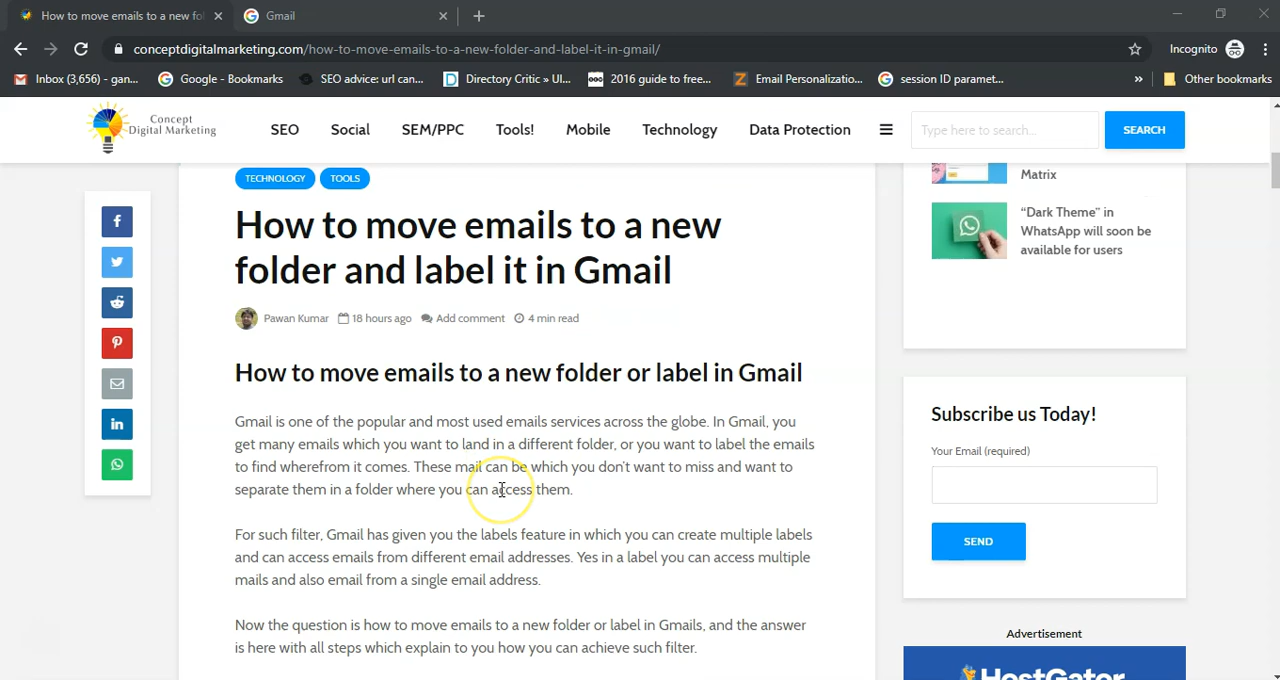 How to move emails to a new fol
Gmail
conceptdigitalmarketing.com/how-to-move-emails-to-a-new-folder-and-label-it-in-gmail/
Incognito
Inbox (3,656) - gan...
Google - Bookmarks
SEO advice: url can...
Directory Critic » Ul...
2016 guide to free...
Email Personalizatio...
session ID paramet...
»
Other bookmarks
Concept
Digital Marketing
SEO
Social
SEM/PPC
Tools!
Mobile
Technology
Data Protection
Type here to search...
SEARCH
TECHNOLOGY
TOOLS
How to move emails to a new
folder and label it in Gmail
Pawan Kumar
18 hours ago
Add comment
4 min read
How to move emails to a new folder or label in Gmail
Gmail is one of the popular and most used emails services across the globe. In Gmail, you
get many emails which you want to land in a different folder, or you want to label the emails
to find wherefrom it comes. These mail can be which you don't want to miss and want to
separate them in a folder where you can access them.
For such filter, Gmail has given you the labels feature in which you can create multiple labels
and can access emails from different email addresses. Yes in a label you can access multiple
mails and also email from a single email address.
Now the question is how to move emails to a new folder or label in Gmails, and the answer
is here with all steps which explain to you how you can achieve such filter.
Matrix
“Dark Theme” in
WhatsApp will soon be
available for users
Subscribe us Today!
Your Email (required)
SEND
Advertisement
HostGator